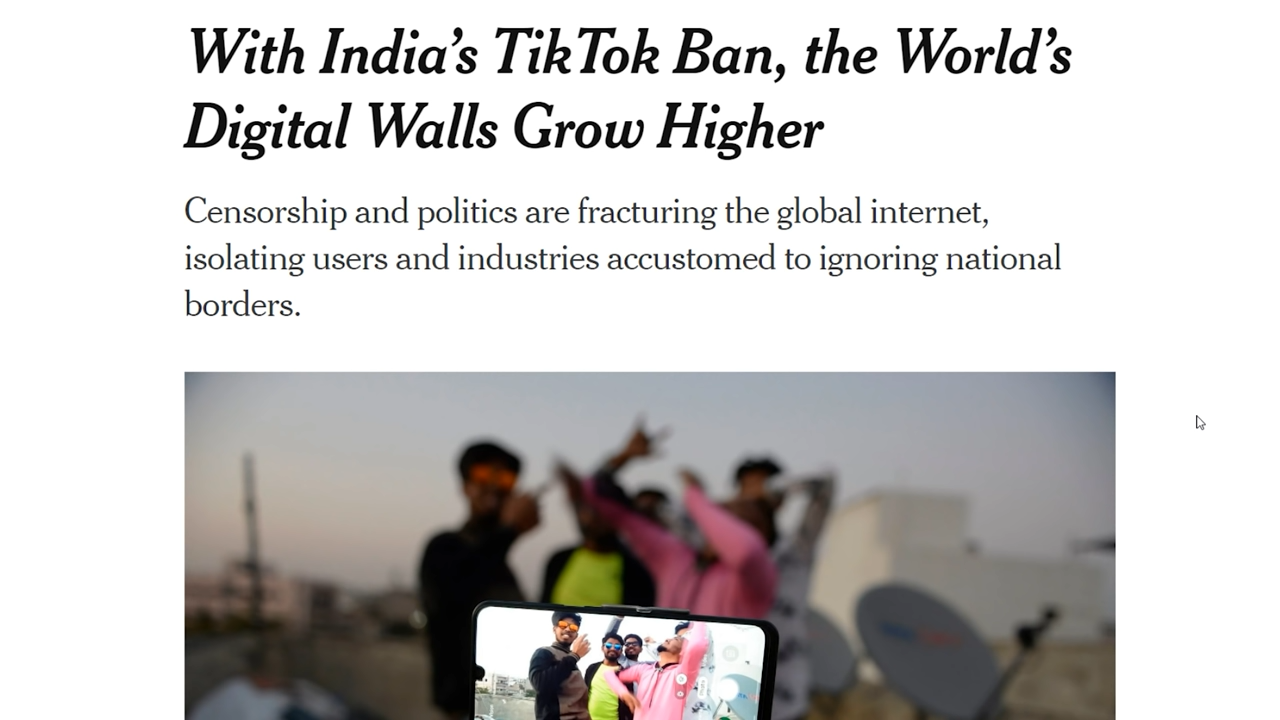 With India’s TikTok Ban, the World’s
Digital Walls Grow Higher
Censorship and politics are fracturing the global internet,
isolating users and industries accustomed to ignoring national
borders.